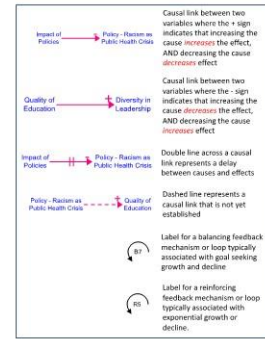 Impact of Policies + Policy - Racism as Public Health Crisis
Causal link between two
variables where the + sign
indicates that increasing the
cause increases the effect,
AND decreasing the cause
decreases effect
Quality of Education Diversity in Leadership
Causal link between two
variables where the - sign
indicates that increasing the
cause decreases the effect,
AND decreasing the cause
increases effect
Impact of Policies Policy - Racism as Public Health Crisis
Double line across a causal
link represents a delay
between causes and effects
Policy - Racism as Public Health Crisis Quality of Education
Dashed line represents a
causal link that is not yet
established
B7
Label for a balancing feedback
mechanism or loop typically
associated with goal seeking
growth and decline
R5
Label for a reinforcing
feedback mechanism or loop
typically associated with
exponential growth or
decline.